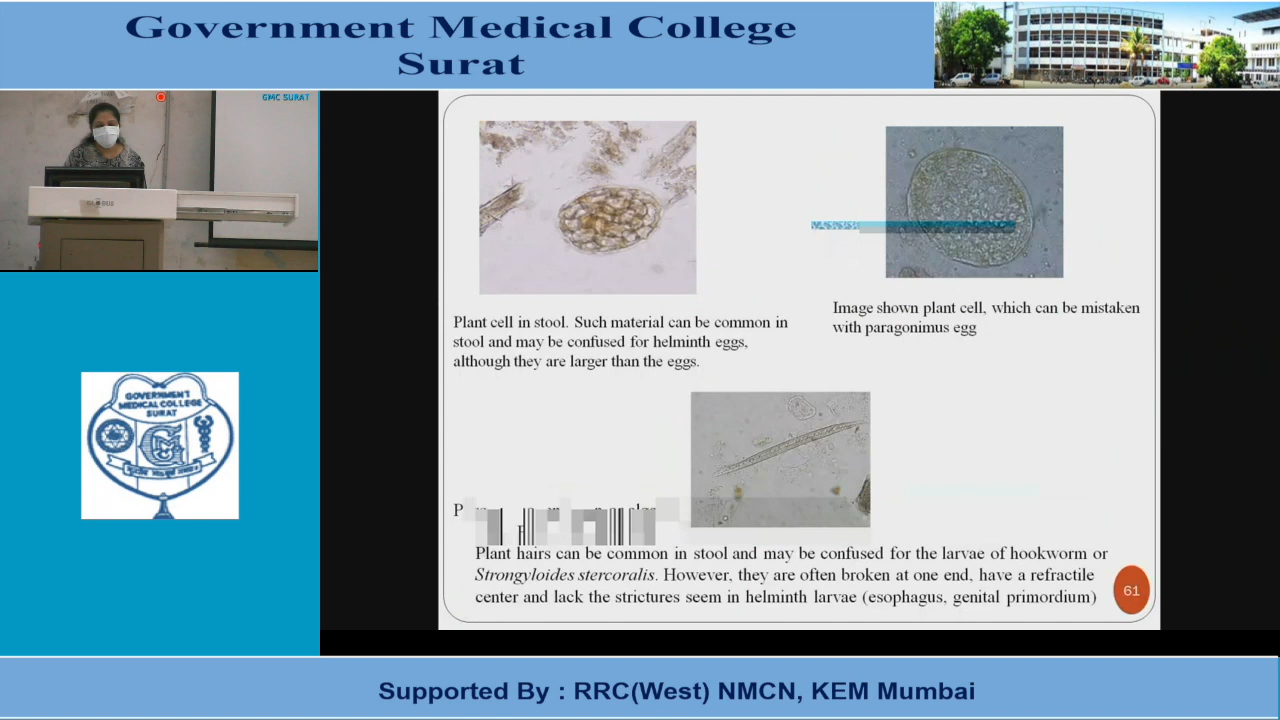 Government Medical College
Surat
GMC SURAT
GLOBUS
GOVERNMENT
MEDICAL COLLEGE
SURAT
Plant cell in stool. Such material can be common in
stool and may be confused for helminth eggs,
although they are larger than the eggs.
Image shown plant cell, which can be mistaken
with paragonimus egg
Plant hairs can be common in stool and may be confused for the larvae of hookworm or
Strongyloides stercoralis. However, they are often broken at one end, have a refractile
center and lack the strictures seem in helminth larvae (esophagus, genital primordium)
61
Supported By : RRC(West) NMCN, KEM Mumbai